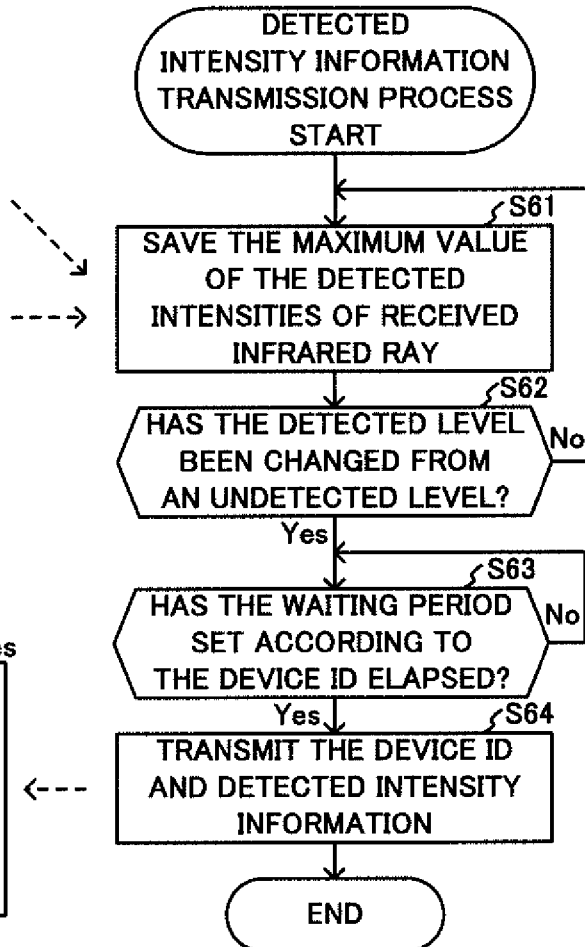 DETECTED
INTENSITY INFORMATION
TRANSMISSION PROCESS
START
S61
SAVE THE MAXIMUM VALUE
OF THE DETECTED
INTENSITIES OF RECEIVED
INFRARED RAY
S62
HAS THE DETECTED LEVEL
BEEN CHANGED FROM
AN UNDETECTED LEVEL?
No
Yes
S63
HAS THE WAITING PERIOD
SET ACCORDING TO
THE DEVICE ID ELAPSED?
No
Yes
S64
TRANSMIT THE DEVICE ID
AND DETECTED INTENSITY
INFORMATION
END